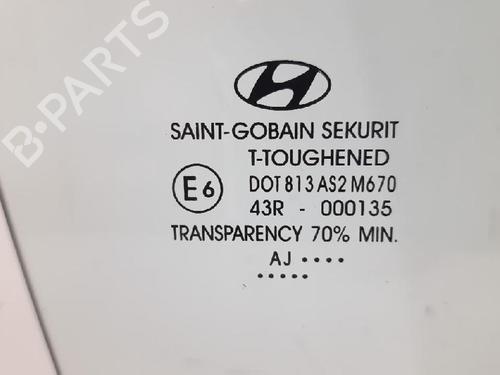 B-PARTS
SAINT-GOBAIN SEKURIT
T-TOUGHENED
E6
DOT 813 AS2 M670
43R - 000135
TRANSPARENCY 70% MIN.
AJ ••••
•••••